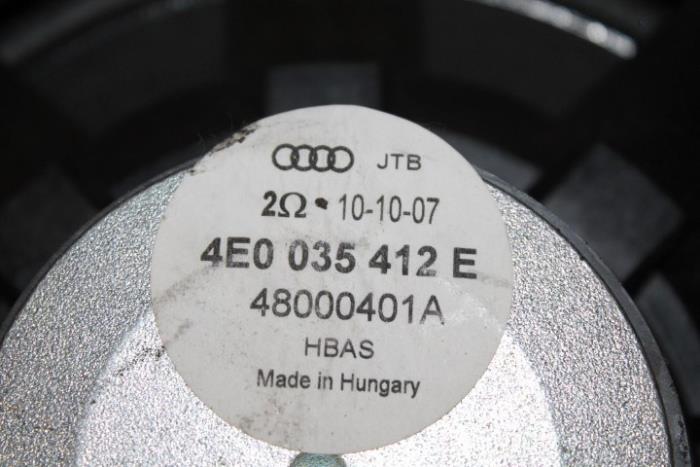 JTB
2Ω • 10-10-07
4E0 035 412 E
48000401A
HBAS
Made in Hungary